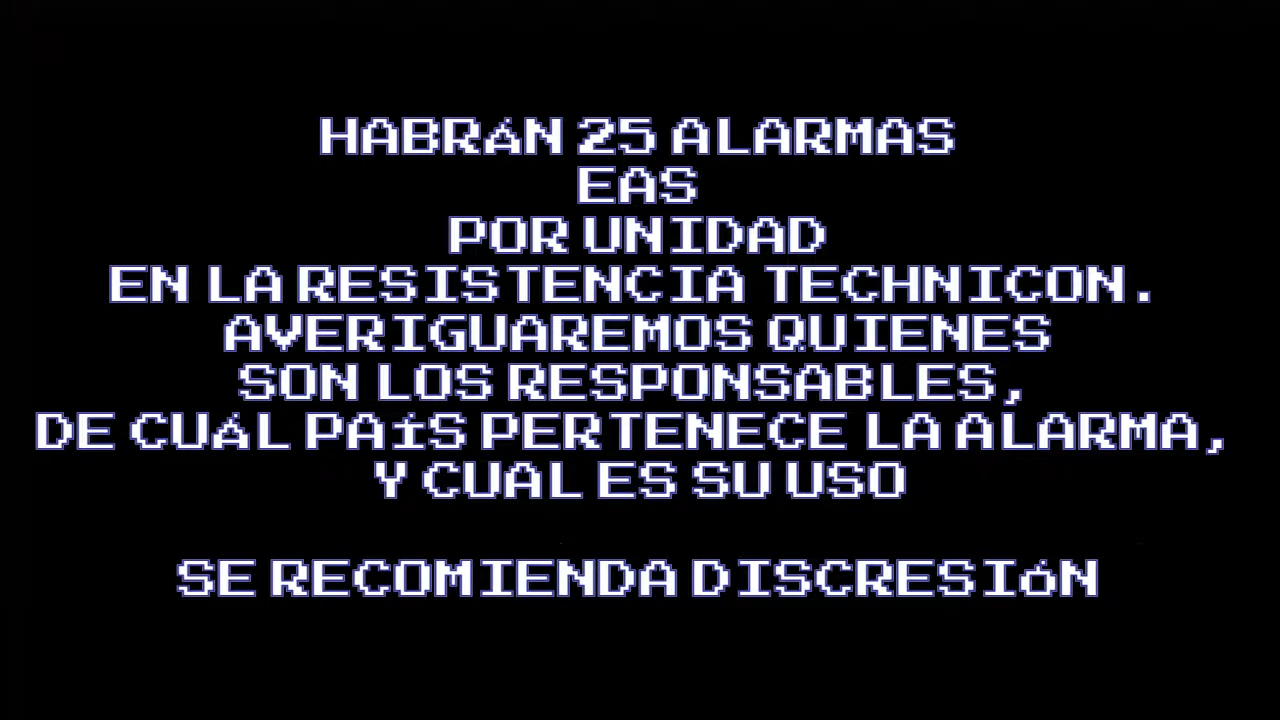 HABRáN 25 ALARMAS
EAS
POR UNIDAD
EN LA RESISTENCIA TECHNICON.
AVERIGUAREMOS QUIENES
SON LOS RESPONSABLES,
DE CUáL PAíS PERTENECE LA ALARMA,
Y CUAL ES SU USO
SE RECOMIENDA DISCRESIóN